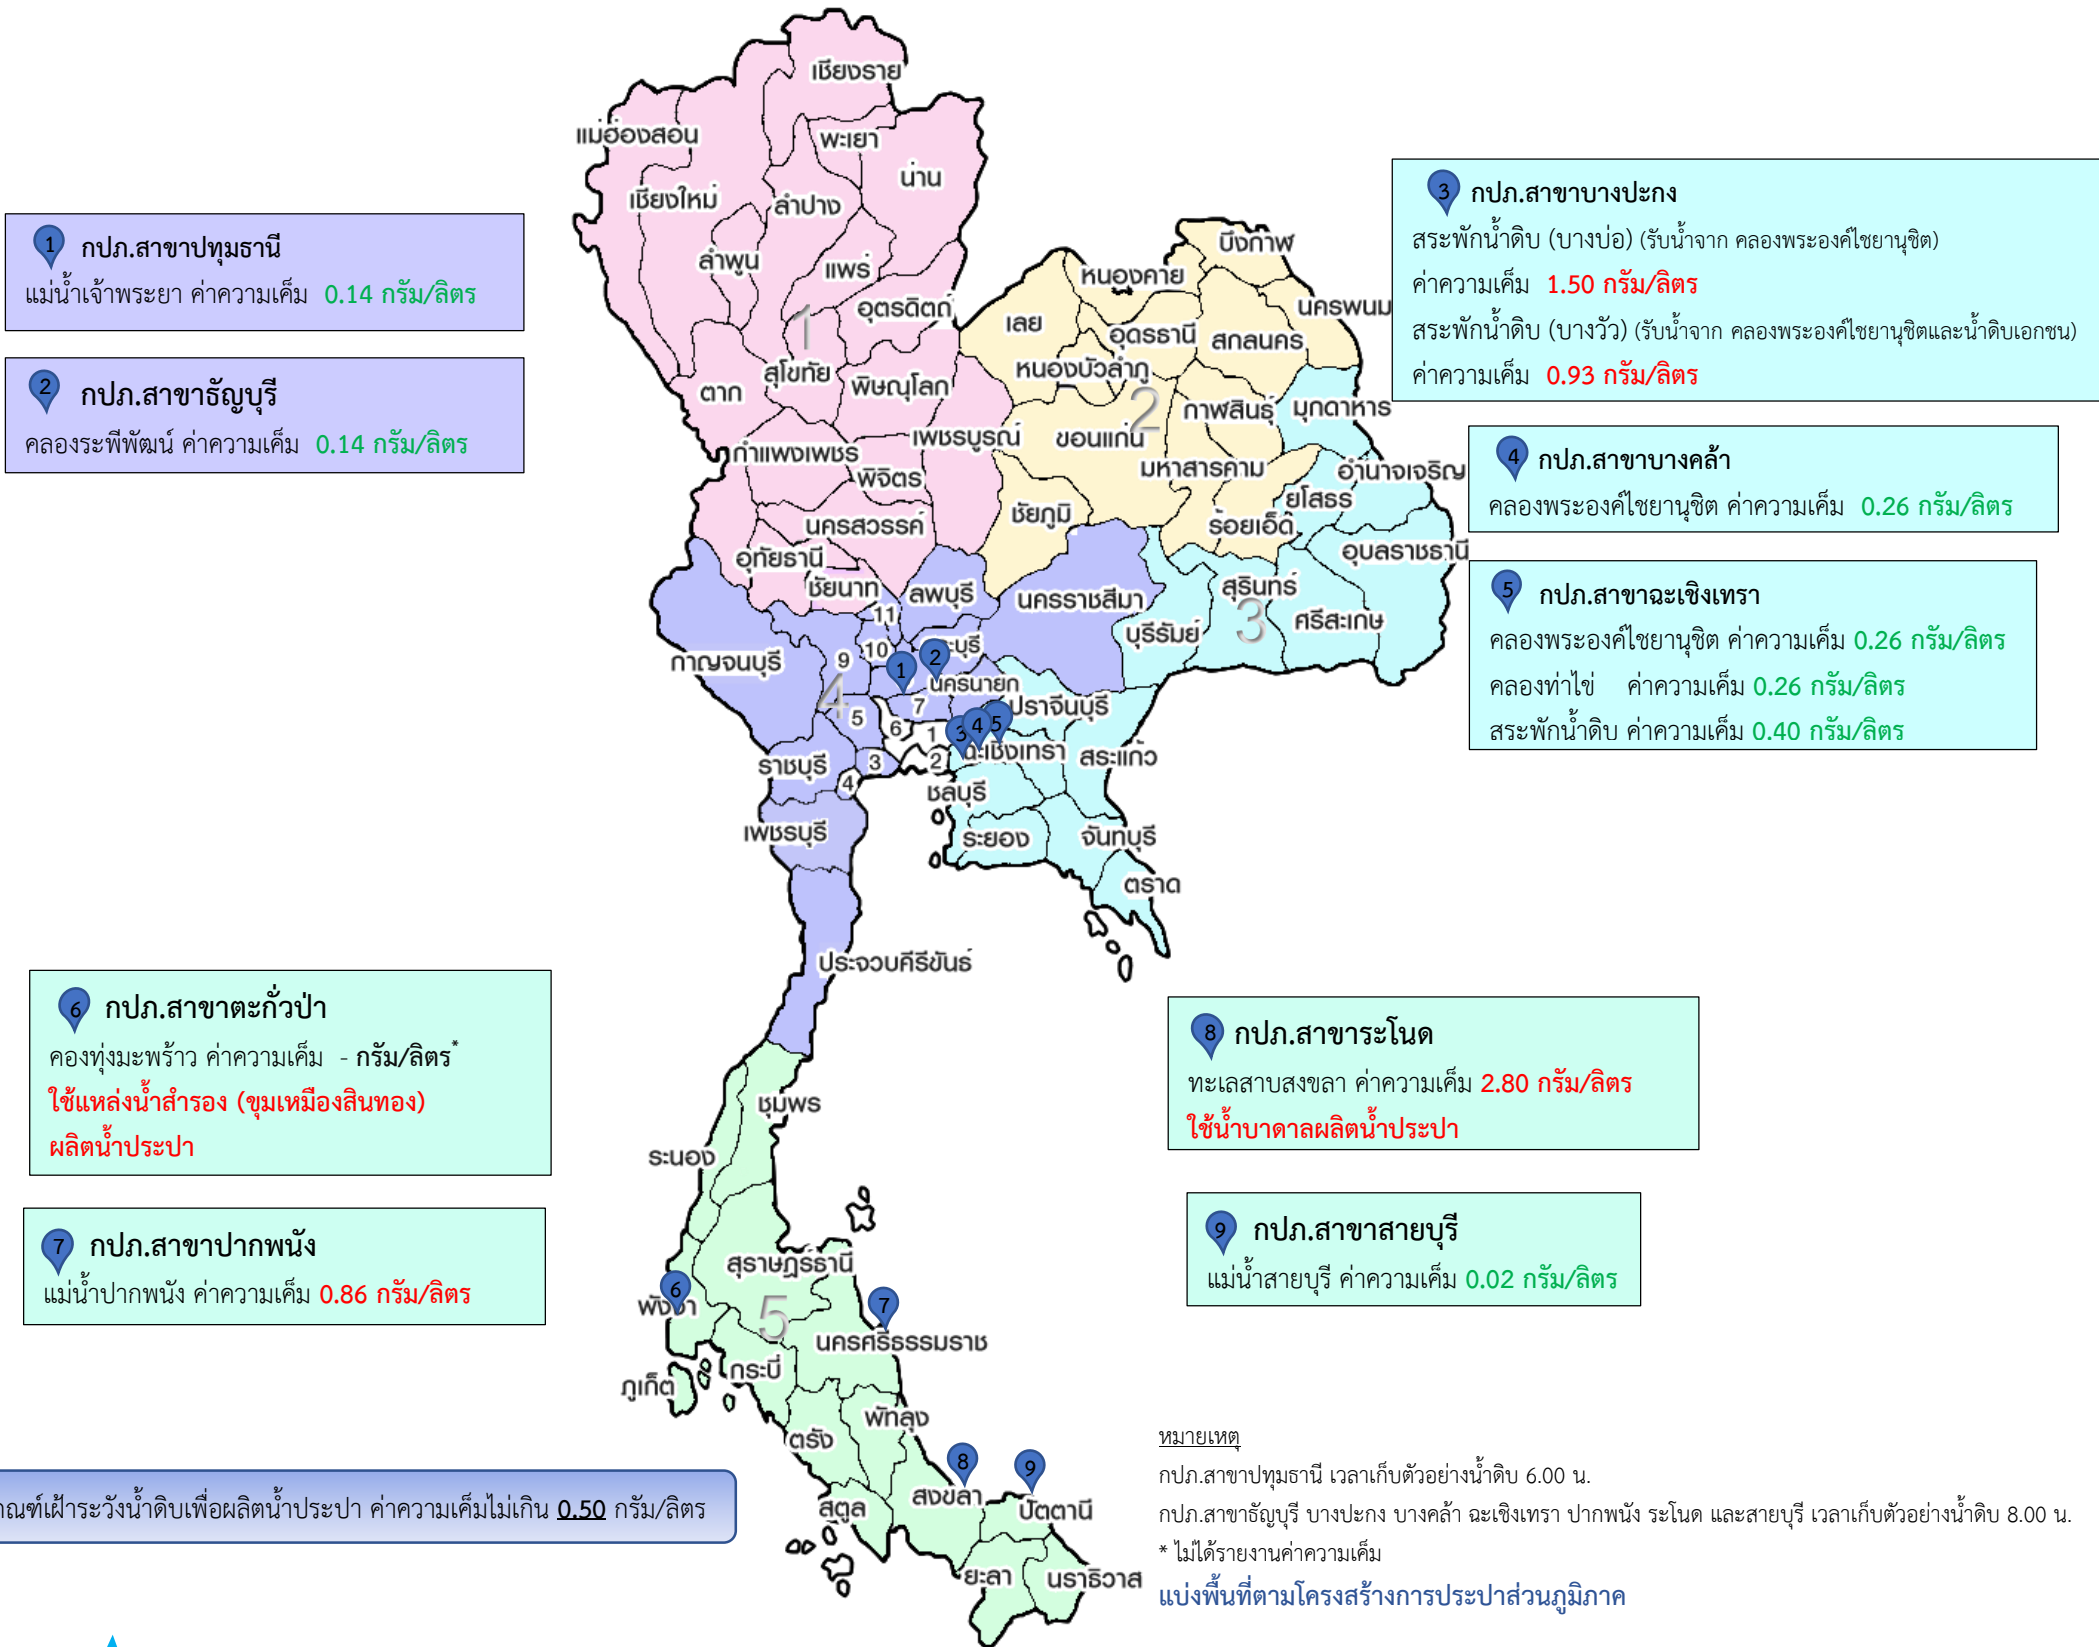 เชียงราย
แม่ฮ่องสอน
พะเยา
น่าน
เชียงใหม่
ลำปาง
ลำพูน
แพร่
อุตรดิตถ์
1
ตาก
สุโขทัย
พิษณุโลก
กำแพงเพชร
เพชรบูรณ์
พิจิตร
นครสวรรค์
อุทัยธานี
ชัยนาท
บึงกาฬ
หนองคาย
นครพนม
เลย
อุดรธานี
สกลนคร
หนองบัวลำภู
2
กาฬสินธุ์
มุกดาหาร
ขอนแก่น
มหาสารคาม
อำนาจเจริญ
ยโสธร
ชัยภูมิ
ร้อยเอ็ด
อุบลราชธานี
ลพบุรี
นครราชสีมา
สุรินทร์
ศรีสะเกษ
บุรีรัมย์
3
กาญจนบุรี
11
10
9
4
ะบุรี
1
2
นครนายก
ปราจีนบุรี
7
5
6
1
3
4
5
ฉะเชิงเทรา
สระแก้ว
ราชบุรี
3
2
4
ชลบุรี
เพชรบุรี
ระยอง
จันทบุรี
ตราด
ประจวบคีรีขันธ์
ชุมพร
ระนอง
สุราษฎร์ธานี
6
พังงา
7
5
นครศรีธรรมราช
กระบี่
ภูเก็ต
พัทลุง
ตรัง
8
9
สงขลา
ปัตตานี
สตูล
ยะลา
นราธิวาส
1 กปภ.สาขาปทุมธานี
แม่น้ำเจ้าพระยา ค่าความเค็ม 0.14 กรัม/ลิตร
2 กปภ.สาขาธัญบุรี
คลองระพีพัฒน์ ค่าความเค็ม 0.14 กรัม/ลิตร
3 กปภ.สาขาบางปะกง
สระพักน้ำดิบ (บางบ่อ) (รับน้ำจาก คลองพระองค์ไชยานุชิต)
ค่าความเค็ม 1.50 กรัม/ลิตร
สระพักน้ำดิบ (บางวัว) (รับน้ำจาก คลองพระองค์ไชยานุชิตและน้ำดิบเอกชน)
ค่าความเค็ม 0.93 กรัม/ลิตร
4 กปภ.สาขาบางคล้า
คลองพระองค์ไชยานุชิต ค่าความเค็ม 0.26 กรัม/ลิตร
5 กปภ.สาขาฉะเชิงเทรา
คลองพระองค์ไชยานุชิต ค่าความเค็ม 0.26 กรัม/ลิตร
คลองท่าไข่ ค่าความเค็ม 0.26 กรัม/ลิตร
สระพักน้ำดิบ ค่าความเค็ม 0.40 กรัม/ลิตร
6 กปภ.สาขาตะกั่วป่า
คองทุ่งมะพร้าว ค่าความเค็ม - กรัม/ลิตร*
ใช้แหล่งน้ำสำรอง (ขุมเหมืองสินทอง)
ผลิตน้ำประปา
7 กปภ.สาขาปากพนัง
แม่น้ำปากพนัง ค่าความเค็ม 0.86 กรัม/ลิตร
8 กปภ.สาขาระโนด
ทะเลสาบสงขลา ค่าความเค็ม 2.80 กรัม/ลิตร
ใช้น้ำบาดาลผลิตน้ำประปา
9 กปภ.สาขาสายบุรี
แม่น้ำสายบุรี ค่าความเค็ม 0.02 กรัม/ลิตร
ณฑ์เฝ้าระวังน้ำดิบเพื่อผลิตน้ำประปา ค่าความเค็มไม่เกิน 0.50 กรัม/ลิตร
หมายเหตุ
กปภ.สาขาปทุมธานี เวลาเก็บตัวอย่างน้ำดิบ 6.00 น.
กปภ.สาขาธัญบุรี บางปะกง บางคล้า ฉะเชิงเทรา ปากพนัง ระโนด และสายบุรี เวลาเก็บตัวอย่างน้ำดิบ 8.00 น.
* ไม่ได้รายงานค่าความเค็ม
แบ่งพื้นที่ตามโครงสร้างการประปาส่วนภูมิภาค